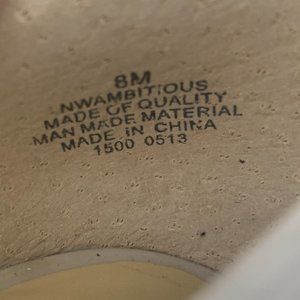 8M
NWAMBITIOUS
MADE OF QUALITY
MAN MADE MATERIAL
MADE IN CHINA
1500 0513